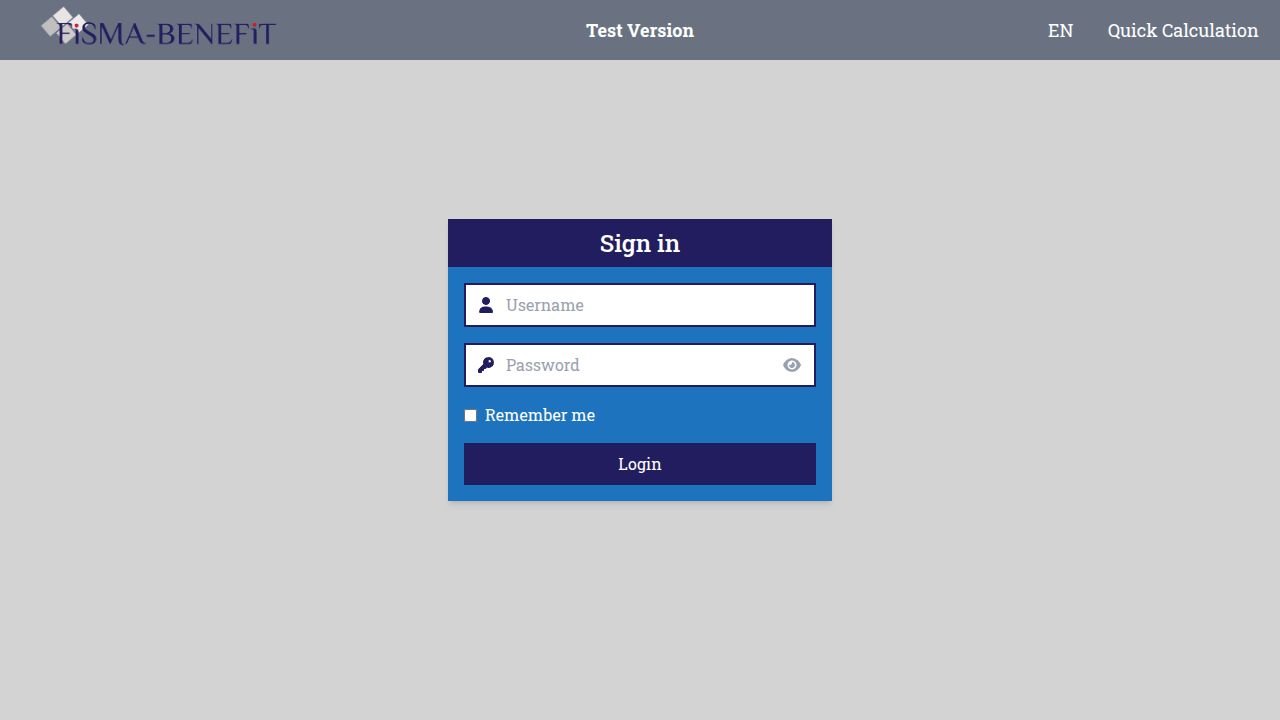 FiSMA-BENEFiT
Test Version
EN
Quick Calculation
Sign in
Username
Password
Remember me
Login